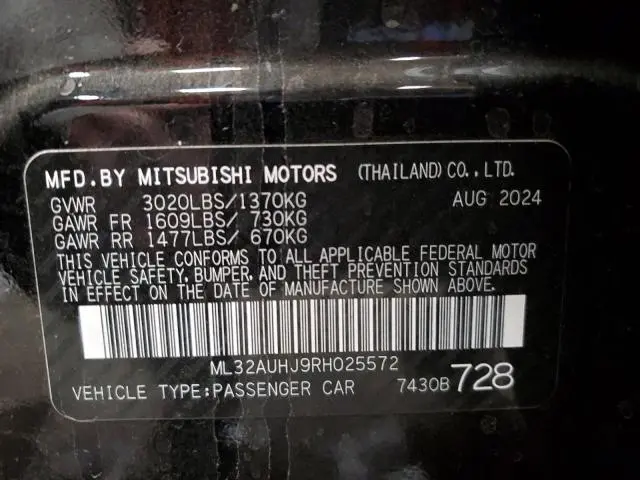 MFD.BY MITSUBISHI MOTORS (THAILAND) CO., LTD.
GVWR 3020LBS/1370KG AUG 2024
GAWR FR 1609LBS/ 730KG
GAWR RR 1477LBS/ 670KG
THIS VEHICLE CONFORMS TO ALL APPLICABLE FEDERAL MOTOR
VEHICLE SAFETY, BUMPER, AND THEFT PREVENTION STANDARDS
IN EFFECT ON THE DATE OF MANUFACTURE SHOWN ABOVE.
ML32AUHJ9RH025572
VEHICLE TYPE:PASSENGER CAR 7430B 728